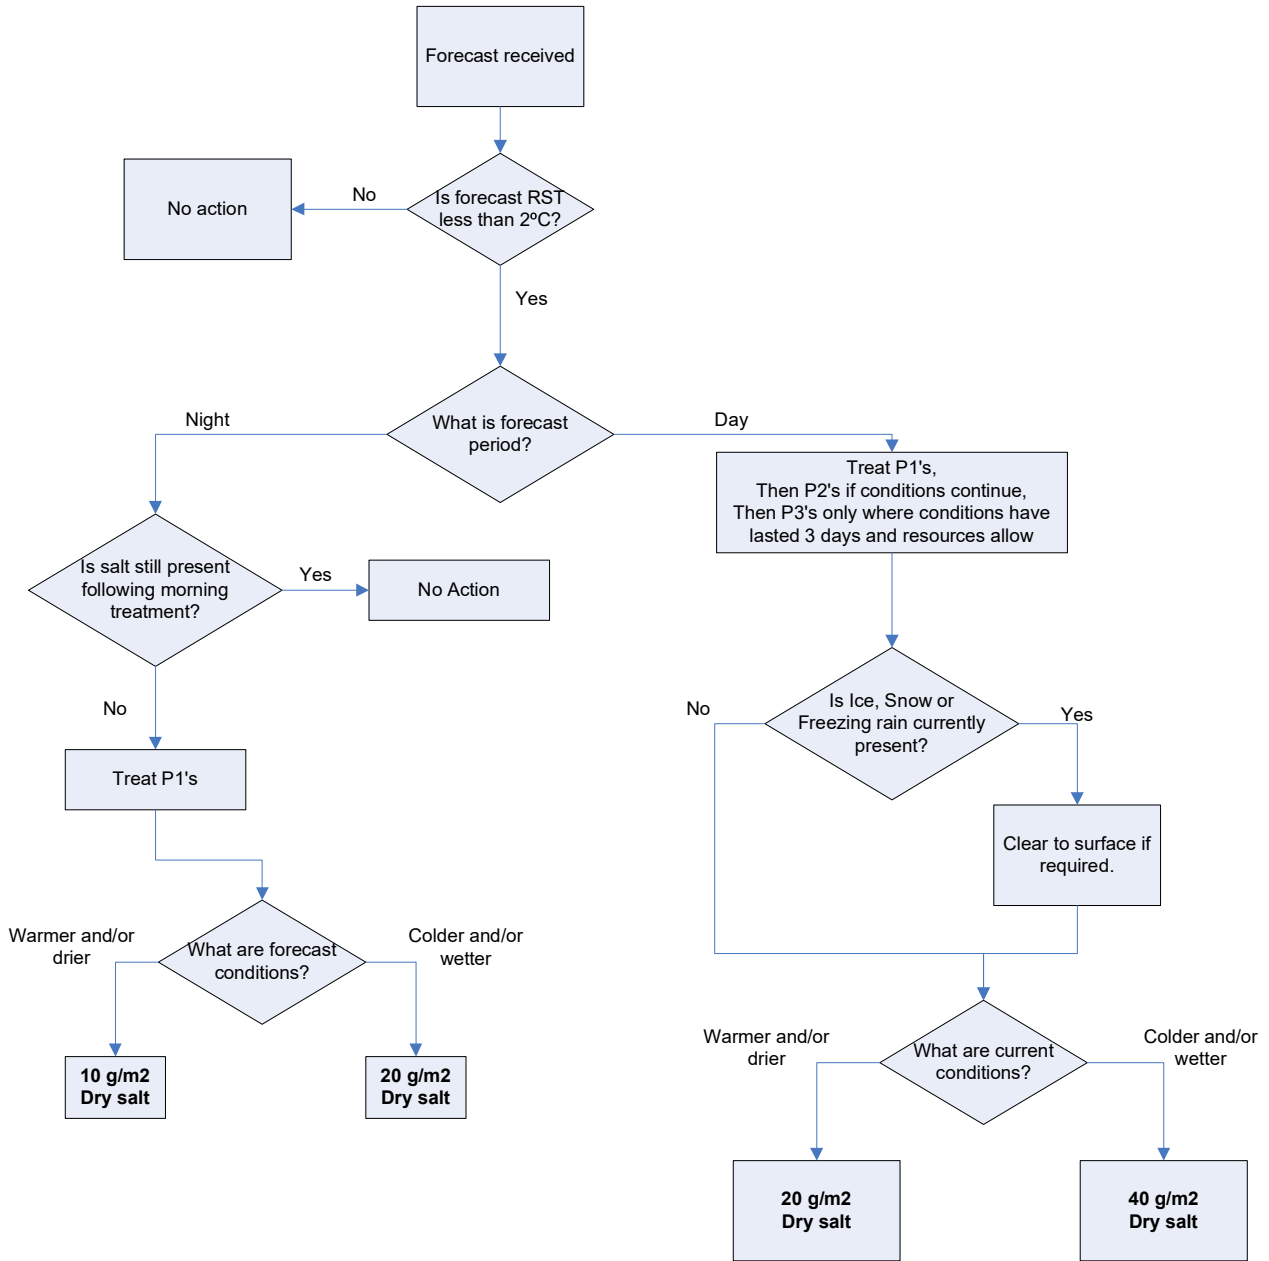 Forecast received
No
No action
Is forecast RST
less than 2ºC?
Yes
Night
What is forecast
period?
Day
Treat P1's,
Then P2's if conditions continue,
Then P3's only where conditions have
lasted 3 days and resources allow
Is salt still present
following morning
treatment?
Yes
No Action
No
Treat P1's
No
Is Ice, Snow or
Freezing rain currently
present?
Yes
Clear to surface if
required.
Warmer and/or
drier
What are forecast
conditions?
Colder and/or
wetter
10 g/m2
Dry salt
20 g/m2
Dry salt
Warmer and/or
drier
What are current
conditions?
Colder and/or
wetter
20 g/m2
Dry salt
40 g/m2
Dry salt